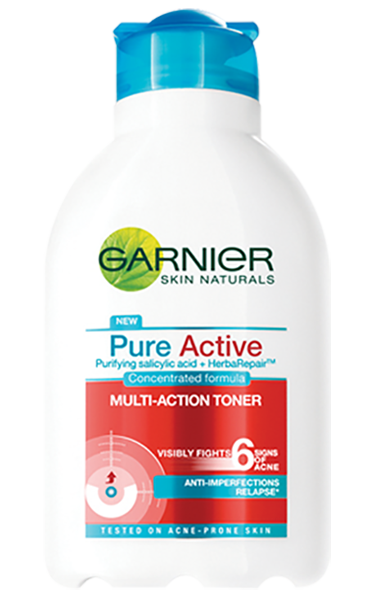 GARNIER
SKIN NATURALS
NEW
Pure Active
Purifying salicylic acid + HerbaRepair™
Concentrated formula
MULTI-ACTION TONER
VISIBLY FIGHTS 6 SIGNS OF ACNE
ANTI-IMPERFECTIONS
RELAPSE*
TESTED ON ACNE-PRONE SKIN